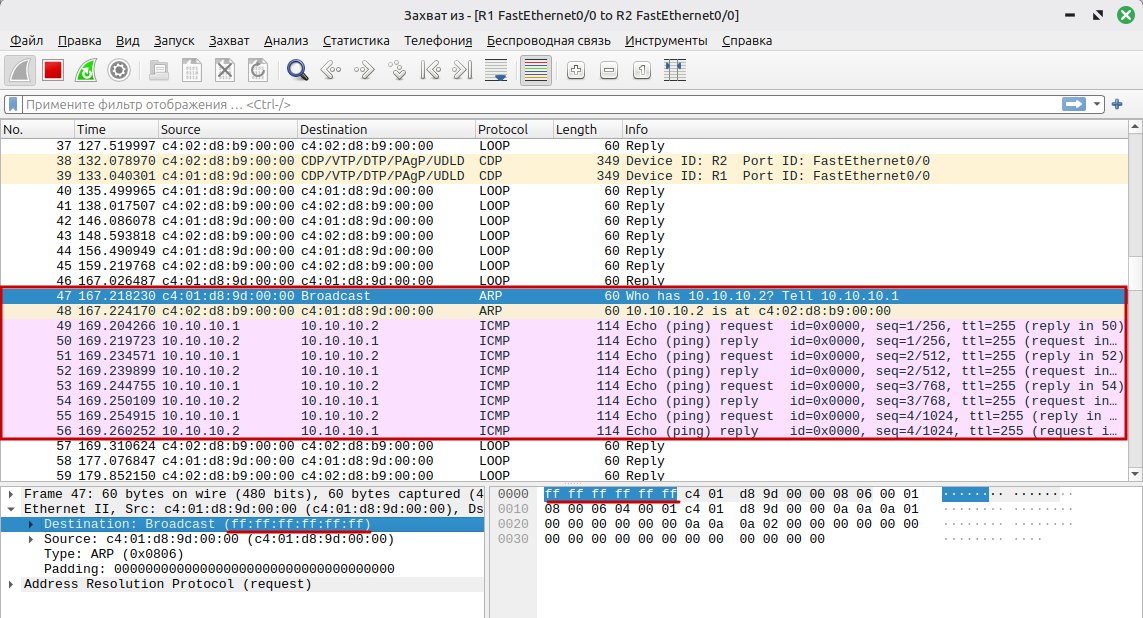 Захват из - [R1 FastEthernet0/0 to R2 FastEthernet0/0]
Файл Правка Вид Запуск Захват Анализ Статистика Телефония Беспроводная связь Инструменты Справка
Примените фильтр отображения … <Ctrl-/>
No. Time Source Destination Protocol Length Info
37 127.519997 c4:02:d8:b9:00:00 c4:02:d8:b9:00:00 LOOP 60 Reply
38 132.078970 c4:02:d8:b9:00:00 CDP/VTP/DTP/PAgP/UDLD CDP 349 Device ID: R2 Port ID: FastEthernet0/0
39 133.040301 c4:01:d8:9d:00:00 CDP/VTP/DTP/PAgP/UDLD CDP 349 Device ID: R1 Port ID: FastEthernet0/0
40 135.499965 c4:01:d8:9d:00:00 c4:01:d8:9d:00:00 LOOP 60 Reply
41 138.017507 c4:02:d8:b9:00:00 c4:02:d8:b9:00:00 LOOP 60 Reply
42 146.086078 c4:01:d8:9d:00:00 c4:01:d8:9d:00:00 LOOP 60 Reply
43 148.593818 c4:02:d8:b9:00:00 c4:02:d8:b9:00:00 LOOP 60 Reply
44 156.490949 c4:01:d8:9d:00:00 c4:01:d8:9d:00:00 LOOP 60 Reply
45 159.219768 c4:02:d8:b9:00:00 c4:02:d8:b9:00:00 LOOP 60 Reply
46 167.026487 c4:01:d8:9d:00:00 c4:01:d8:9d:00:00 LOOP 60 Reply
47 167.218230 c4:01:d8:9d:00:00 Broadcast ARP 60 Who has 10.10.10.2? Tell 10.10.10.1
48 167.224170 c4:02:d8:b9:00:00 c4:01:d8:9d:00:00 ARP 60 10.10.10.2 is at c4:02:d8:b9:00:00
49 169.204266 10.10.10.1 10.10.10.2 ICMP 114 Echo (ping) request id=0x0000, seq=1/256, ttl=255 (reply in 50)
50 169.219723 10.10.10.2 10.10.10.1 ICMP 114 Echo (ping) reply id=0x0000, seq=1/256, ttl=255 (request in…
51 169.234571 10.10.10.1 10.10.10.2 ICMP 114 Echo (ping) request id=0x0000, seq=2/512, ttl=255 (reply in 52)
52 169.239899 10.10.10.2 10.10.10.1 ICMP 114 Echo (ping) reply id=0x0000, seq=2/512, ttl=255 (request in…
53 169.244755 10.10.10.1 10.10.10.2 ICMP 114 Echo (ping) request id=0x0000, seq=3/768, ttl=255 (reply in 54)
54 169.250109 10.10.10.2 10.10.10.1 ICMP 114 Echo (ping) reply id=0x0000, seq=3/768, ttl=255 (request in…
55 169.254915 10.10.10.1 10.10.10.2 ICMP 114 Echo (ping) request id=0x0000, seq=4/1024, ttl=255 (reply in …
56 169.260252 10.10.10.2 10.10.10.1 ICMP 114 Echo (ping) reply id=0x0000, seq=4/1024, ttl=255 (request i…
57 169.310624 c4:02:d8:b9:00:00 c4:02:d8:b9:00:00 LOOP 60 Reply
58 177.076847 c4:01:d8:9d:00:00 c4:01:d8:9d:00:00 LOOP 60 Reply
59 179.852150 c4:02:d8:b9:00:00 c4:02:d8:b9:00:00 LOOP 60 Reply
Frame 47: 60 bytes on wire (480 bits), 60 bytes captured (4
Ethernet II, Src: c4:01:d8:9d:00:00 (c4:01:d8:9d:00:00), Ds
Destination: Broadcast (ff:ff:ff:ff:ff:ff)
Source: c4:01:d8:9d:00:00 (c4:01:d8:9d:00:00)
Type: ARP (0x0806)
Padding: 000000000000000000000000000000000000
Address Resolution Protocol (request)
0000 ff ff ff ff ff ff c4 01 d8 9d 00 00 08 06 00 01 ········ ········
0010 08 00 06 04 00 01 c4 01 d8 9d 00 00 0a 0a 0a 01 ········ ········
0020 00 00 00 00 00 00 0a 0a 0a 02 00 00 00 00 00 00 ········ ········
0030 00 00 00 00 00 00 00 00 00 00 00 00 ········ ····